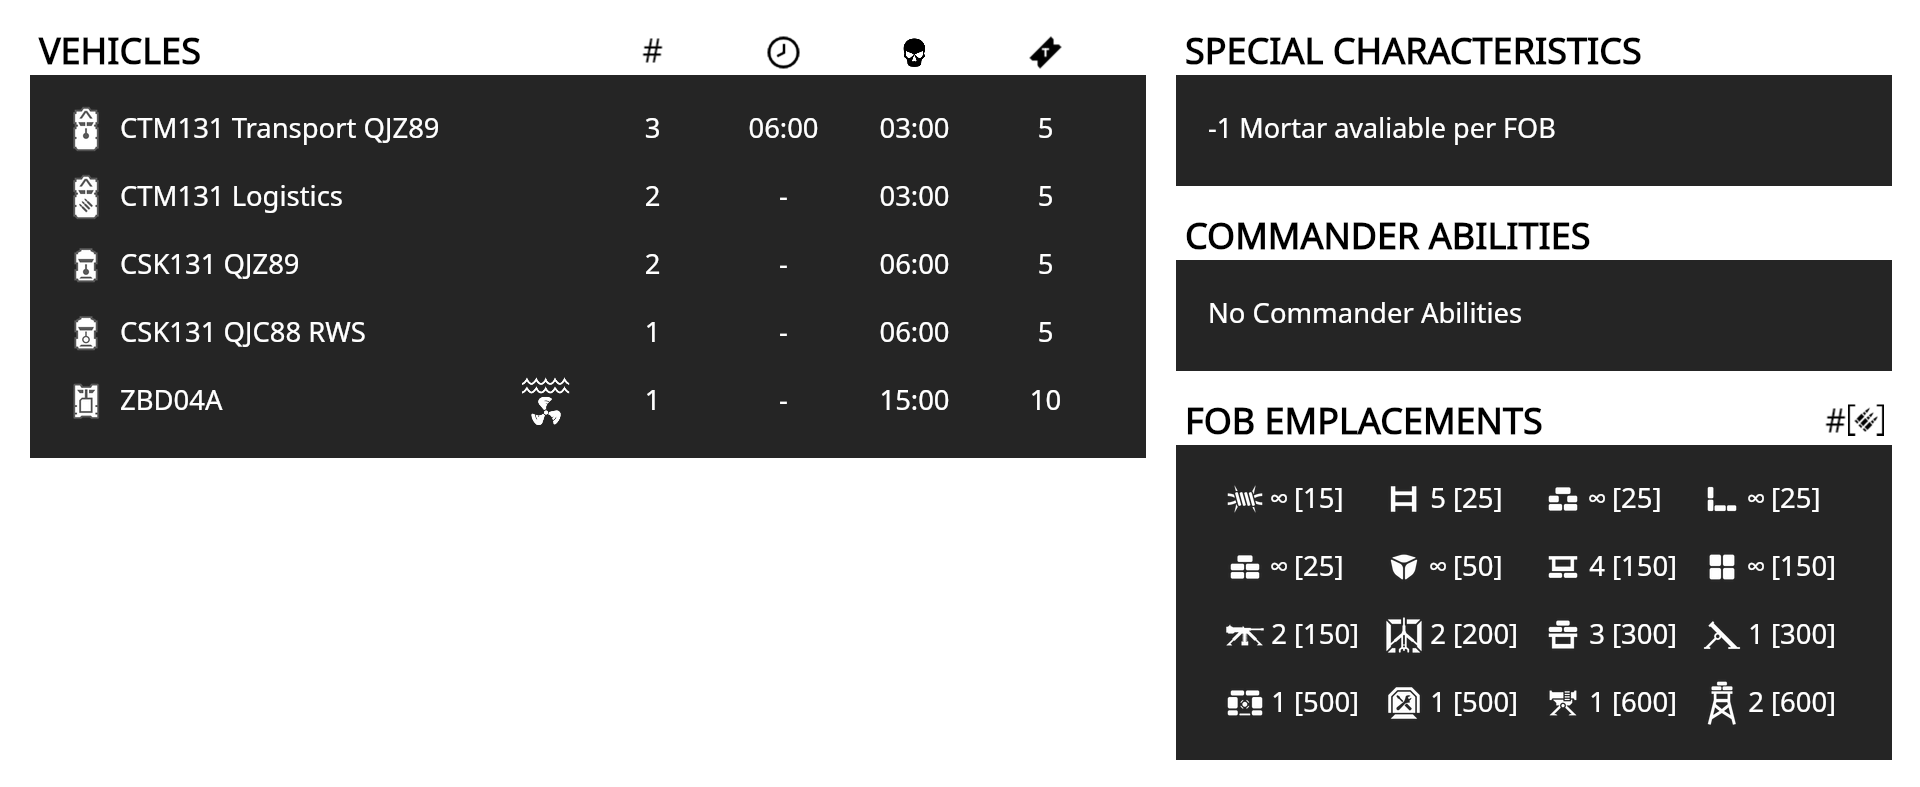 VEHICLES #
CTM131 Transport QJZ89 3 06:00 03:00 5
CTM131 Logistics 2 - 03:00 5
CSK131 QJZ89 2 - 06:00 5
CSK131 QJC88 RWS 1 - 06:00 5
ZBD04A 1 - 15:00 10
SPECIAL CHARACTERISTICS
-1 Mortar avaliable per FOB
COMMANDER ABILITIES
No Commander Abilities
FOB EMPLACEMENTS #[ ]
∞ [15] 5 [25] ∞ [25] ∞ [25]
∞ [25] ∞ [50] 4 [150] ∞ [150]
2 [150] 2 [200] 3 [300] 1 [300]
1 [500] 1 [500] 1 [600] 2 [600]